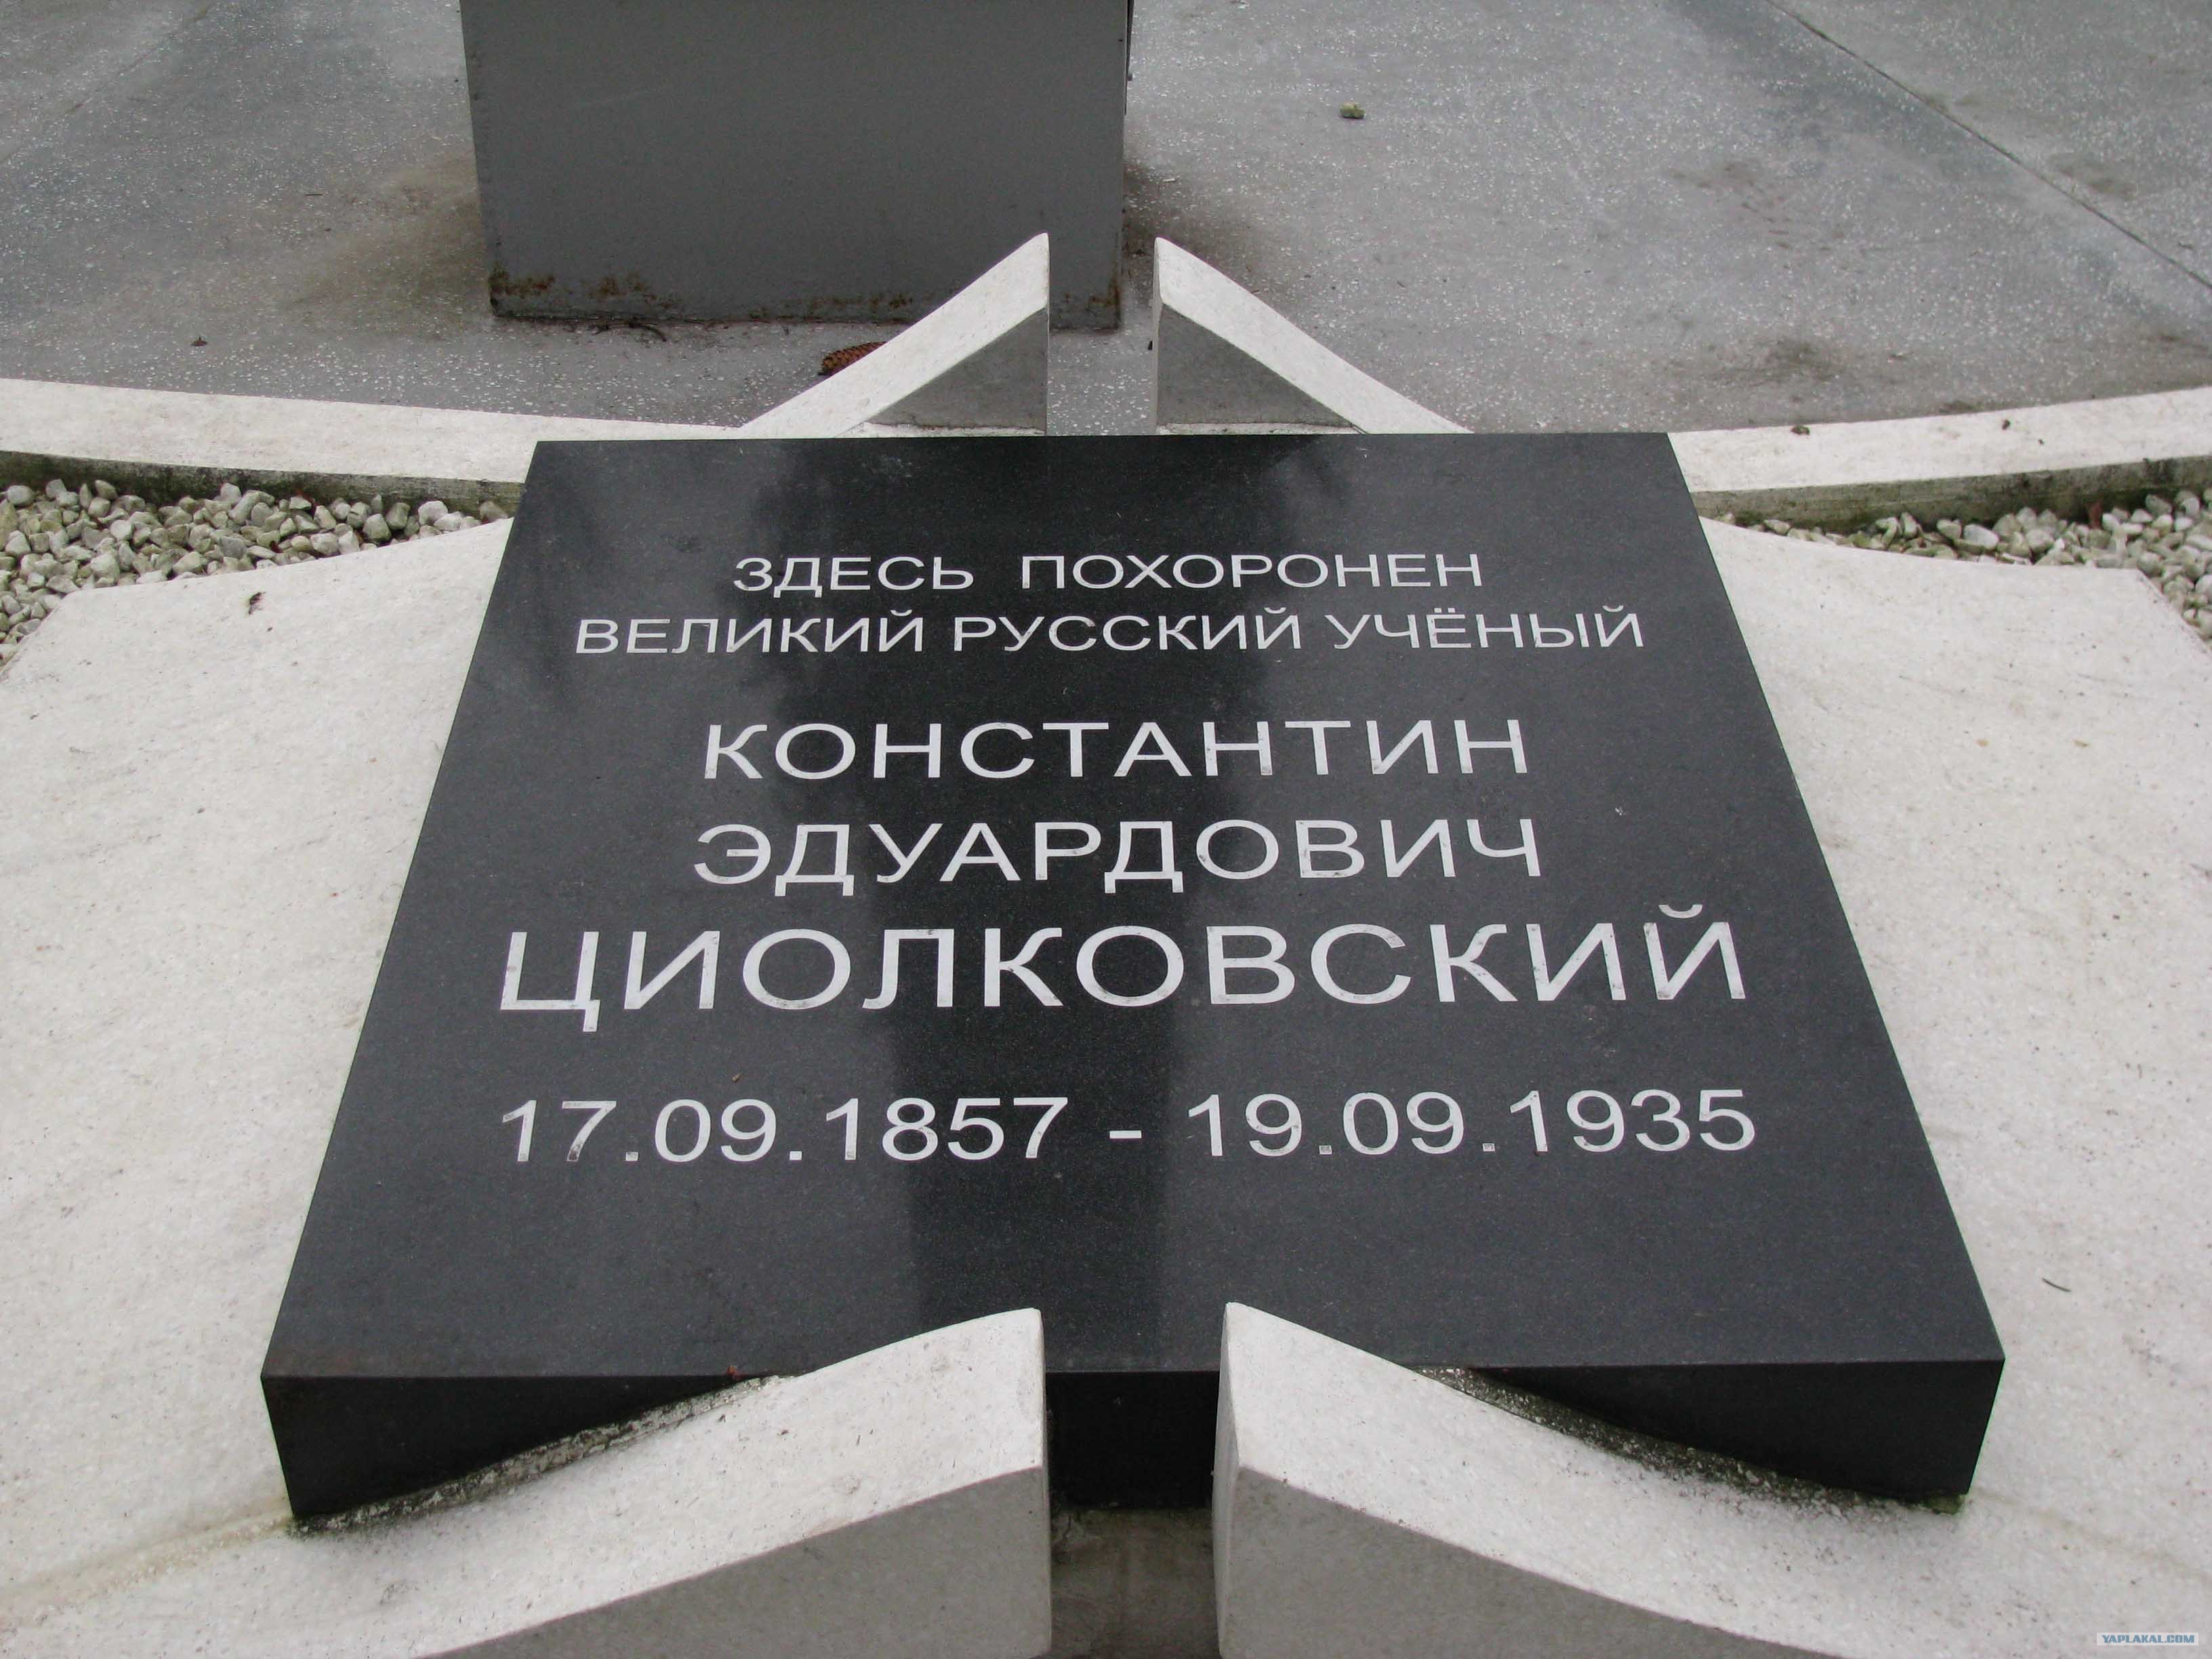 ЗДЕСЬ ПОХОРОНЕН
ВЕЛИКИЙ РУССКИЙ УЧЁНЫЙ
КОНСТАНТИН
ЭДУАРДОВИЧ
ЦИОЛКОВСКИЙ
17.09.1857 - 19.09.1935
YAPLAKAL.COM